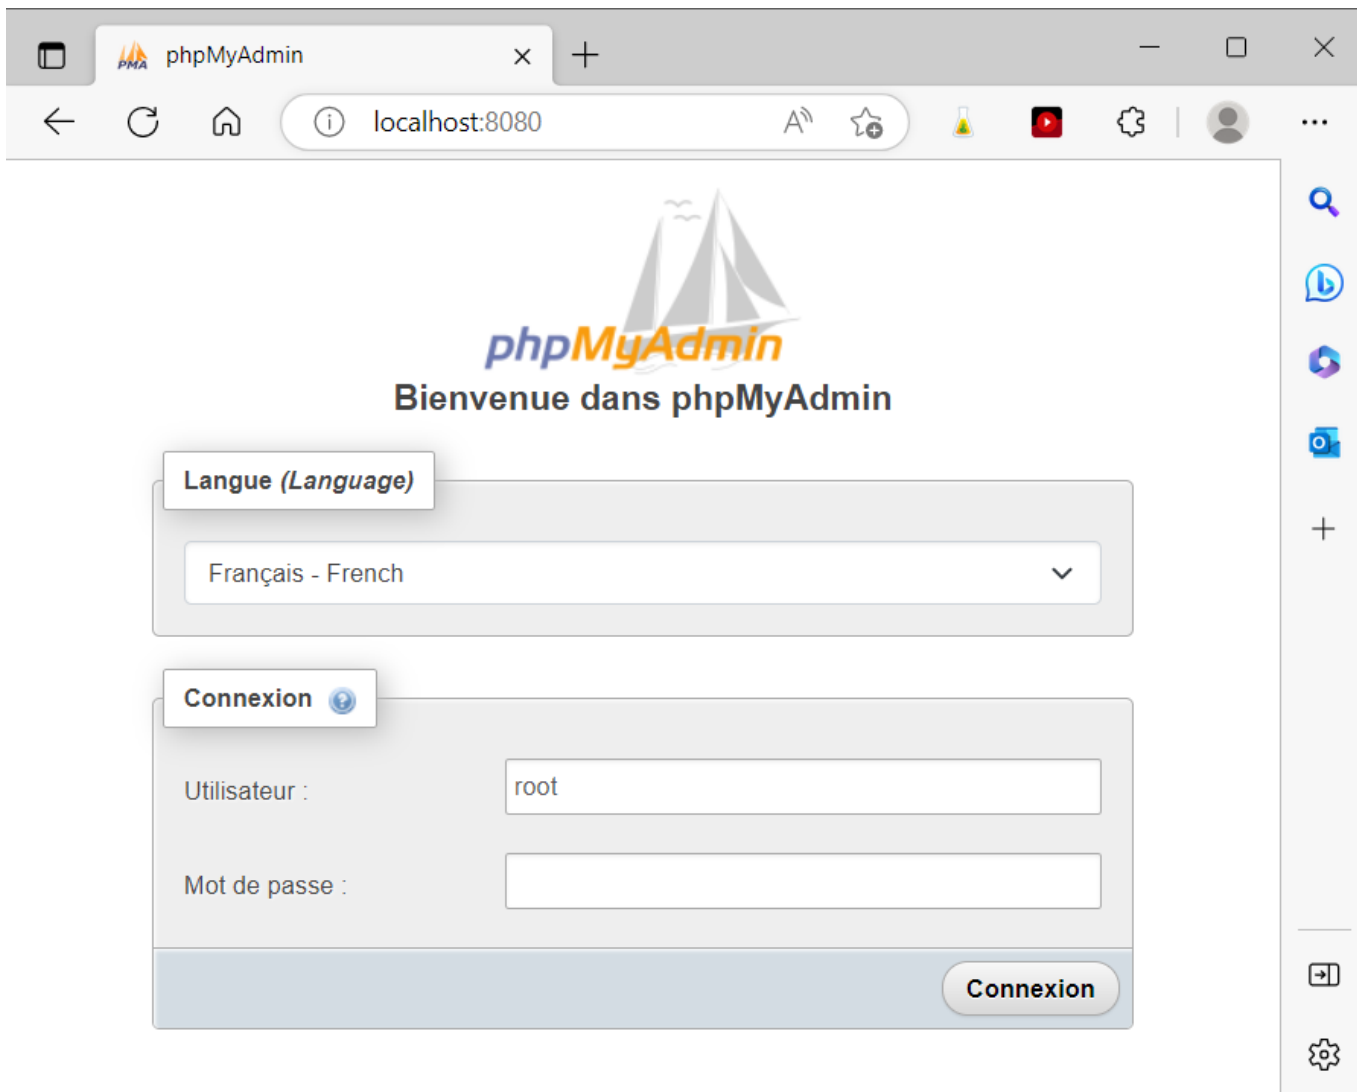 phpMyAdmin
localhost:8080
phpMyAdmin
Bienvenue dans phpMyAdmin
Langue (Language)
Français - French
Connexion
Utilisateur :
root
Mot de passe :
Connexion